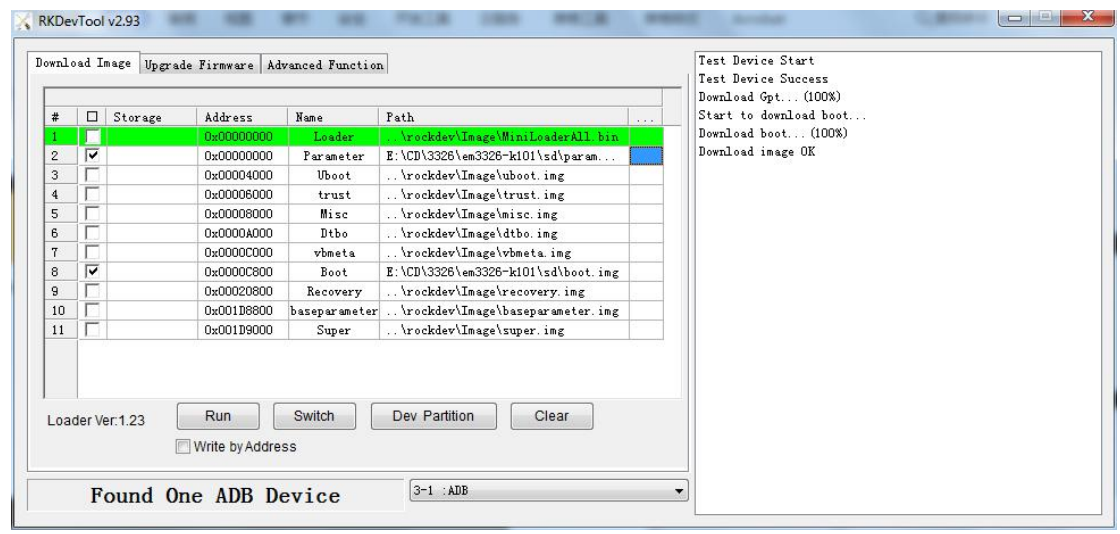 RKDevTool v2.93
Download Image Upgrade Firmware Advanced Function
# Storage Address Name Path ...
1 0x00000000 Loader ..\rockdev\Image\MiniLoaderAll.bin
2 0x00000000 Parameter E:\CD\3326\em3326-k101\sd\param...
3 0x00004000 Uboot ..\rockdev\Image\uboot.img
4 0x00006000 trust ..\rockdev\Image\trust.img
5 0x00008000 Misc ..\rockdev\Image\misc.img
6 0x0000A000 Dtbo ..\rockdev\Image\dtbo.img
7 0x0000C000 vbmeta ..\rockdev\Image\vbmeta.img
8 0x0000C800 Boot E:\CD\3326\em3326-k101\sd\boot.img
9 0x00020800 Recovery ..\rockdev\Image\recovery.img
10 0x001D8800 baseparameter ..\rockdev\Image\baseparameter.img
11 0x001D9000 Super ..\rockdev\Image\super.img
Loader Ver:1.23 Run Switch Dev Partition Clear
Write by Address
Found One ADB Device 3-1 :ADB
Test Device Start
Test Device Success
Download Gpt... (100%)
Start to download boot...
Download boot... (100%)
Download image OK